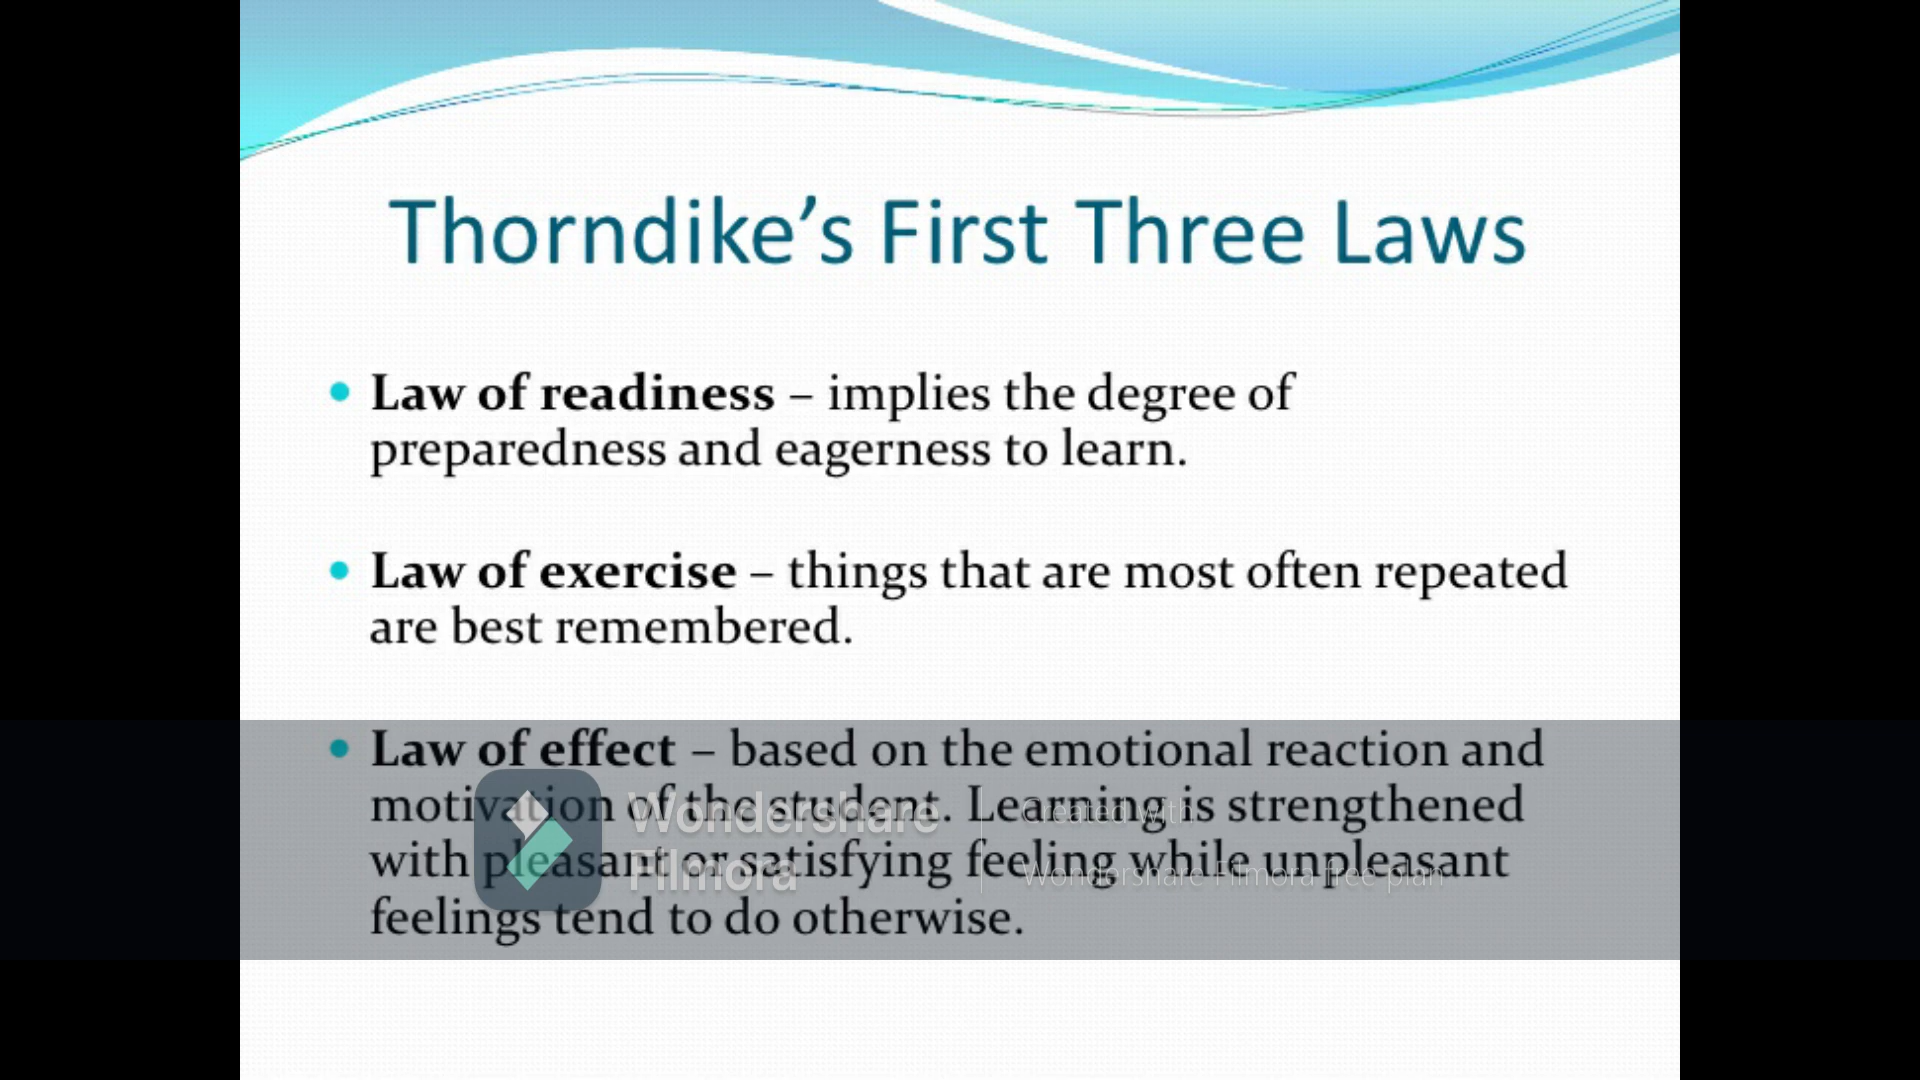 Thorndike’s First Three Laws
• Law of readiness – implies the degree of
preparedness and eagerness to learn.
• Law of exercise – things that are most often repeated
are best remembered.
• Law of effect – based on the emotional reaction and
motivation of the student. Learning is strengthened
with pleasant or satisfying feeling while unpleasant
feelings tend to do otherwise.
Wondershare
Filmora
Created with
Wondershare Filmora free plan